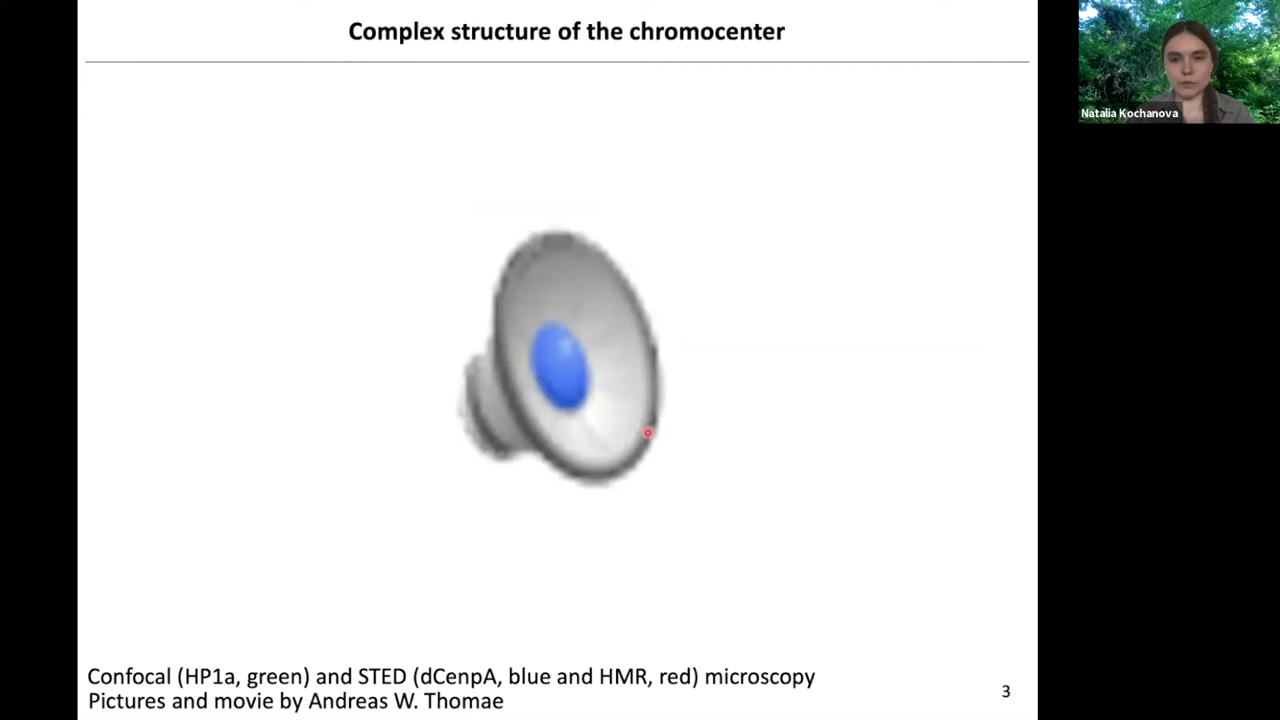 Complex structure of the chromocenter
Natalia Kochanova
Confocal (HP1a, green) and STED (dCenpA, blue and HMR, red) microscopy
Pictures and movie by Andreas W. Thomae
3